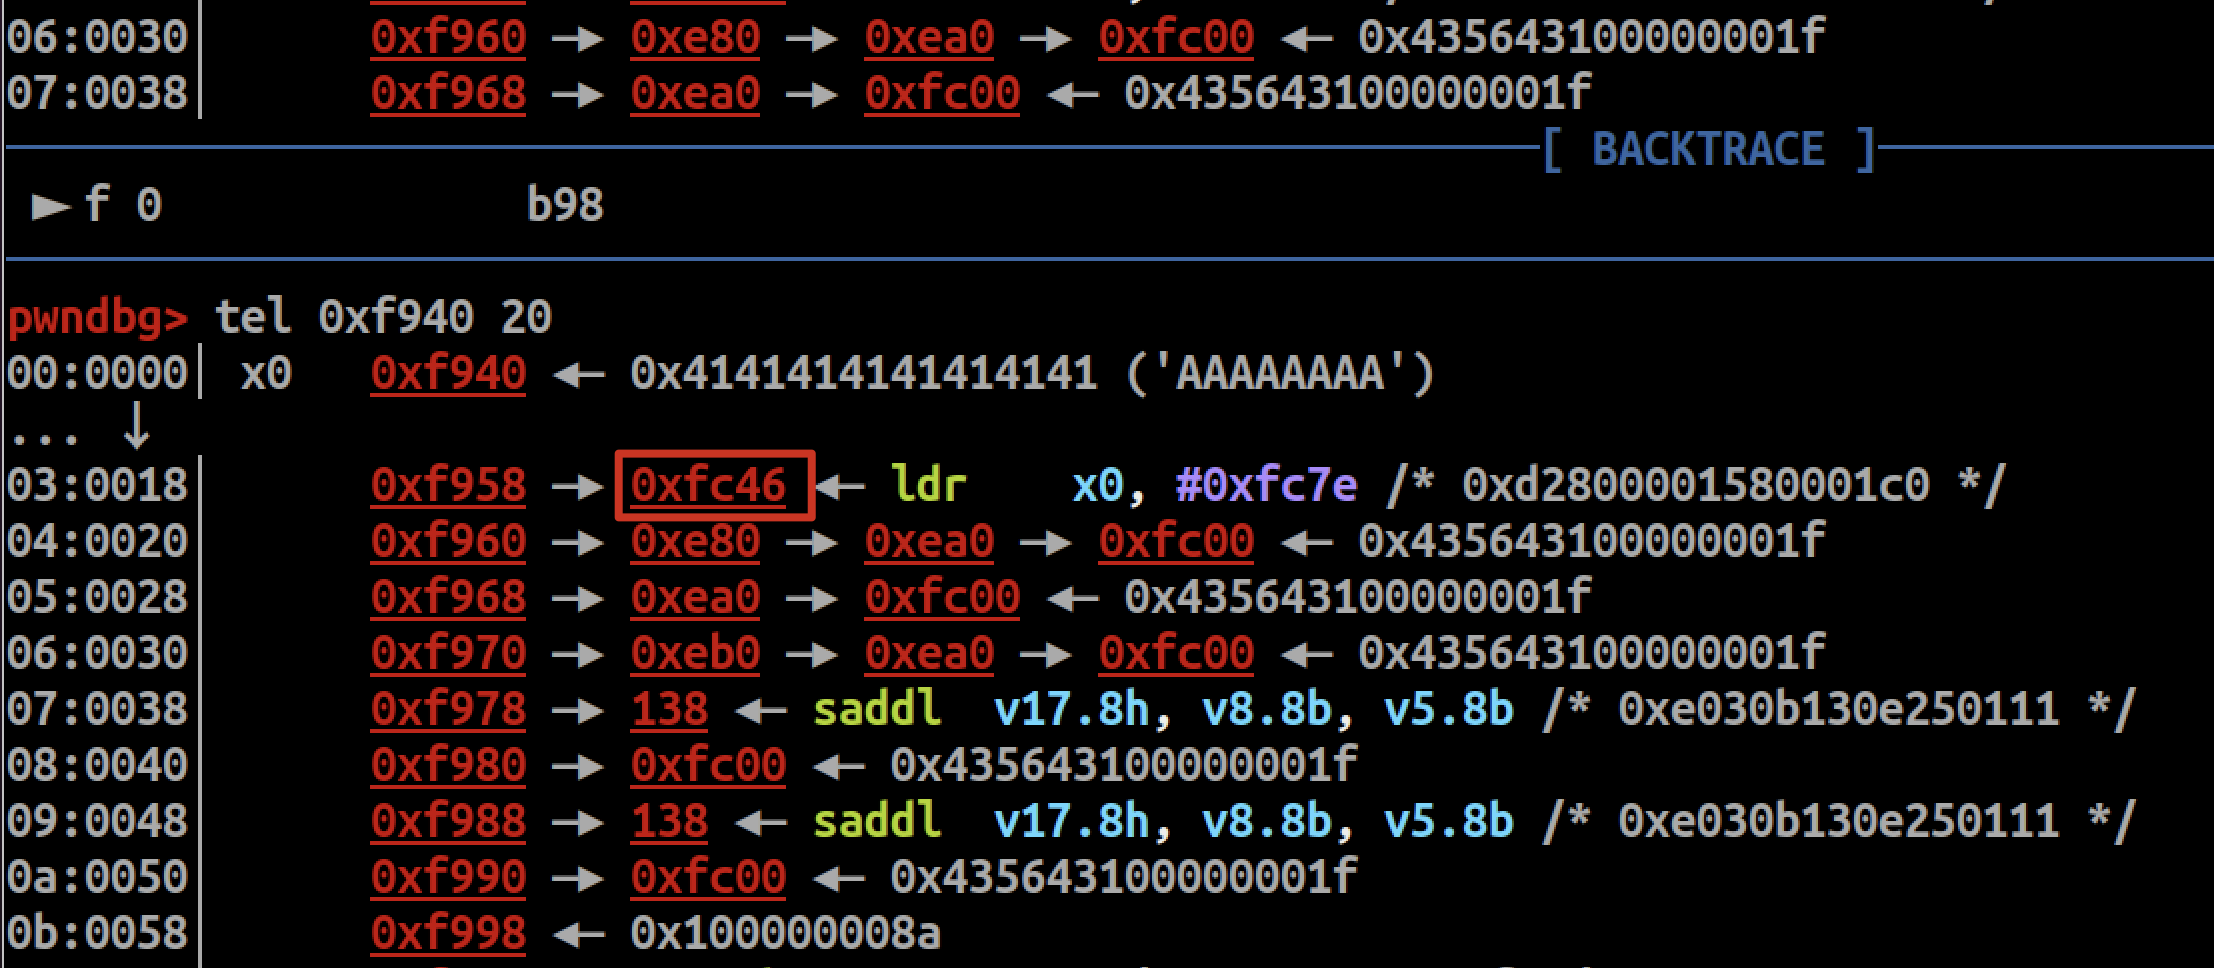 06:0030│ 0xf960 —▸ 0xe80 —▸ 0xea0 —▸ 0xfc00 ◂— 0x435643100000001f
07:0038│ 0xf968 —▸ 0xea0 —▸ 0xfc00 ◂— 0x435643100000001f
[ BACKTRACE ]
► f 0 b98
pwndbg> tel 0xf940 20
00:0000│ x0 0xf940 ◂— 0x4141414141414141 ('AAAAAAAA')
... ↓
03:0018│ 0xf958 —▸ 0xfc46 ◂— ldr x0, #0xfc7e /* 0xd2800001580001c0 */
04:0020│ 0xf960 —▸ 0xe80 —▸ 0xea0 —▸ 0xfc00 ◂— 0x435643100000001f
05:0028│ 0xf968 —▸ 0xea0 —▸ 0xfc00 ◂— 0x435643100000001f
06:0030│ 0xf970 —▸ 0xeb0 —▸ 0xea0 —▸ 0xfc00 ◂— 0x435643100000001f
07:0038│ 0xf978 —▸ 138 ◂— saddl v17.8h, v8.8b, v5.8b /* 0xe030b130e250111 */
08:0040│ 0xf980 —▸ 0xfc00 ◂— 0x435643100000001f
09:0048│ 0xf988 —▸ 138 ◂— saddl v17.8h, v8.8b, v5.8b /* 0xe030b130e250111 */
0a:0050│ 0xf990 —▸ 0xfc00 ◂— 0x435643100000001f
0b:0058│ 0xf998 ◂— 0x100000008a